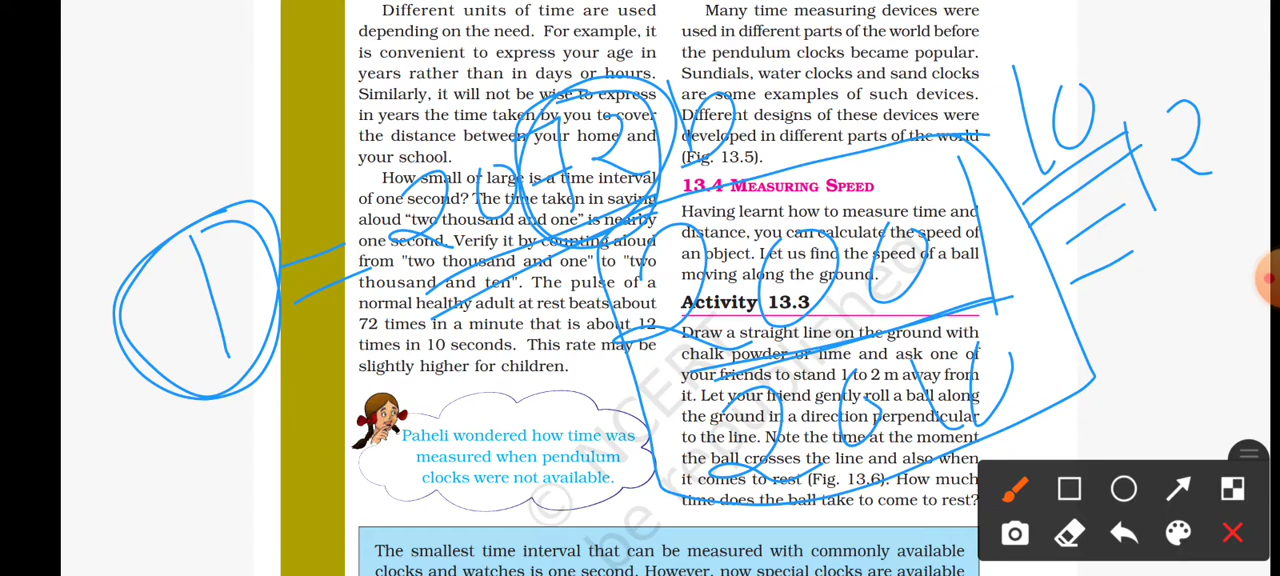 Different units of time are used
depending on the need. For example, it
is convenient to express your age in
years rather than in days or hours.
Similarly, it will not be wise to express
in years the time taken by you to cover
the distance between your home and
your school.
How small or large is a time interval
of one second? The time taken in saying
aloud “two thousand and one” is nearby
one second. Verify it by counting aloud
from "two thousand and one" to "two
thousand and ten". The pulse of a
normal healthy adult at rest beats about
72 times in a minute that is about 12
times in 10 seconds. This rate may be
slightly higher for children.
Paheli wondered how time was
measured when pendulum
clocks were not available.
Many time measuring devices were
used in different parts of the world before
the pendulum clocks became popular.
Sundials, water clocks and sand clocks
are some examples of such devices.
Different designs of these devices were
developed in different parts of the world
(Fig. 13.5).
13.4 MEASURING SPEED
Having learnt how to measure time and
distance, you can calculate the speed of
an object. Let us find the speed of a ball
moving along the ground.
Activity 13.3
Draw a straight line on the ground with
chalk powder or lime and ask one of
your friends to stand 1 to 2 m away from
it. Let your friend gently roll a ball along
the ground in a direction perpendicular
to the line. Note the time at the moment
the ball crosses the line and also when
it comes to rest (Fig. 13.6). How much
time does the ball take to come to rest?
The smallest time interval that can be measured with commonly available
clocks and watches is one second. However, now special clocks are available
1
12
10
10
2
200
© NCERT
be republished